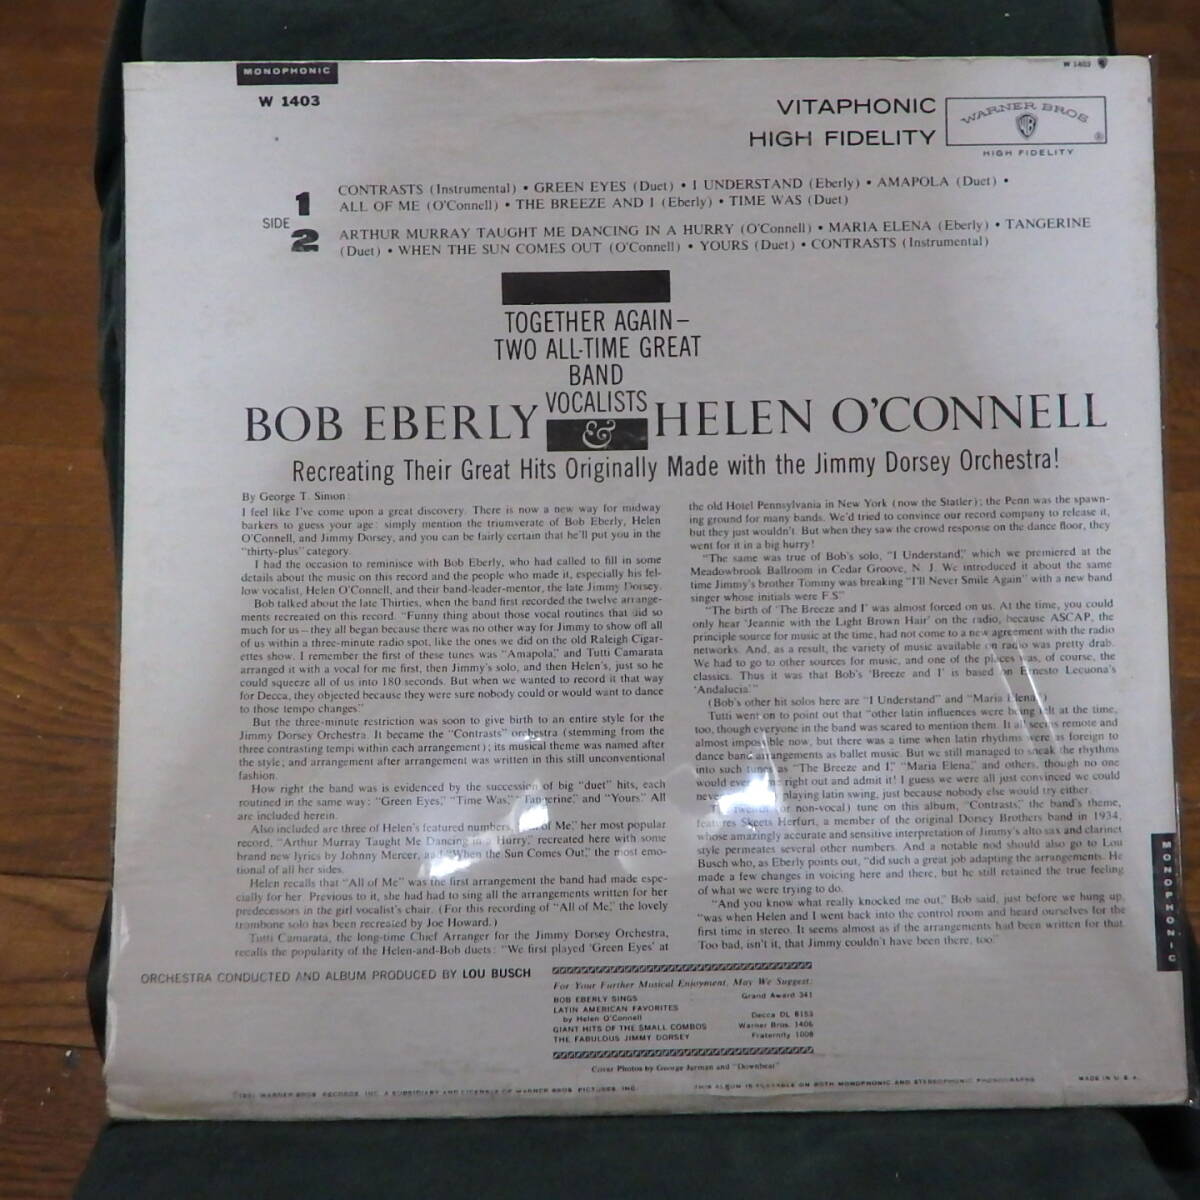 MONOPHONIC
W 1403
W 1403
VITAPHONIC
HIGH FIDELITY
WARNER BROS
WB
®
HIGH FIDELITY
SIDE
1
CONTRASTS (Instrumental) • GREEN EYES (Duet) • I UNDERSTAND (Eberly) • AMAPOLA (Duet) •
ALL OF ME (O'Connell) • THE BREEZE AND I (Eberly) • TIME WAS (Duet)
2
ARTHUR MURRAY TAUGHT ME DANCING IN A HURRY (O'Connell) • MARIA ELENA (Eberly) • TANGERINE
(Duet) • WHEN THE SUN COMES OUT (O'Connell) • YOURS (Duet) • CONTRASTS (Instrumental)
TOGETHER AGAIN –
TWO ALL-TIME GREAT
BAND
VOCALISTS
BOB EBERLY & HELEN O'CONNELL
Recreating Their Great Hits Originally Made with the Jimmy Dorsey Orchestra!
By George T. Simon:
I feel like I've come upon a great discovery. There is now a new way for midway
barkers to guess your age: simply mention the triumverate of Bob Eberly, Helen
O'Connell, and Jimmy Dorsey, and you can be fairly certain that he'll put you in the
"thirty-plus" category.
I had the occasion to reminisce with Bob Eberly, who had called to fill in some
details about the music on this record and the people who made it, especially his fel-
low vocalist, Helen O'Connell, and their band-leader-mentor, the late Jimmy Dorsey.
Bob talked about the late Thirties, when the band first recorded the twelve arrange-
ments recreated on this record. "Funny thing about those vocal routines that did so
much for us – they all began because there was no other way for Jimmy to show off all
of us within a three-minute radio spot, like the ones we did on the old Raleigh Cigar-
ettes show. I remember the first of these tunes was "Amapola," and Tutti Camarata
arranged it with a vocal for me first, then Jimmy's solo, and then Helen's, just so he
could squeeze all of us into 180 seconds. But when we wanted to record it that way
for Decca, they objected because they were sure nobody could or would want to dance
to those tempo changes."
But the three-minute restriction was soon to give birth to an entire style for the
Jimmy Dorsey Orchestra. It became the "Contrasts" orchestra (stemming from the
three contrasting tempi within each arrangement); its musical theme was named after
the style; and arrangement after arrangement was written in this still unconventional
fashion.
How right the band was is evidenced by the succession of big "duet" hits, each
routined in the same way: "Green Eyes," "Time Was," "Tangerine," and "Yours." All
are included herein.
Also included are three of Helen's featured numbers, "All of Me," her most popular
record, "Arthur Murray Taught Me Dancing in a Hurry," recreated here with some
brand new lyrics by Johnny Mercer, and "When the Sun Comes Out," the most emo-
tional of all her sides.
Helen recalls that "All of Me" was the first arrangement the band had made espe-
cially for her. Previous to it, she had had to sing all the arrangements written for her
predecessors in the girl vocalist's chair. (For this recording of "All of Me," the lovely
trombone solo has been recreated by Joe Howard.)
Tutti Camarata, the long-time Chief Arranger for the Jimmy Dorsey Orchestra,
recalls the popularity of the Helen-and-Bob duets: "We first played 'Green Eyes' at
the old Hotel Pennsylvania in New York (now the Statler); the Penn was the spawn-
ing ground for many bands. We'd tried to convince our record company to release it,
but they just wouldn't. But when they saw the crowd response on the dance floor, they
went for it in a big hurry!
"The same was true of Bob's solo, "I Understand," which we premiered at the
Meadowbrook Ballroom in Cedar Groove, N. J. We introduced it about the same
time Jimmy's brother Tommy was breaking "I'll Never Smile Again" with a new band
singer whose initials were F.S."
"The birth of 'The Breeze and I' was almost forced on us. At the time, you could
only hear 'Jeannie with the Light Brown Hair' on the radio, because ASCAP, the
principle source for music at the time, had not come to a new agreement with the radio
networks. And, as a result, the variety of music available on radio was pretty drab.
We had to go to other sources for music, and one of the places was, of course, the
classics. Thus it was that Bob's 'Breeze and I' is based on Ernesto Lecuona's
'Andalucia'."
(Bob's other hit solos here are "I Understand" and "Maria Elena.")
Tutti went on to point out that "other latin influences were being felt at the time,
too, though everyone in the band was scared to mention them. It all seems remote and
almost impossible now, but there was a time when latin rhythms were as foreign to
dance band arrangements as ballet music. But we still managed to sneak the rhythms
into such tunes as "The Breeze and I," "Maria Elena," and others, though no one
would ever right out and admit it! I guess we were all just convinced we could
never playing latin swing, just because nobody else would try either.
(or non-vocal) tune on this album, "Contrasts," the band's theme,
features Skeets Herfurt, a member of the original Dorsey Brothers band in 1934,
whose amazingly accurate and sensitive interpretation of Jimmy's alto sax and clarinet
style permeates several other numbers. And a notable nod should also go to Lou
Busch who, as Eberly points out, "did such a great job adapting the arrangements. He
made a few changes in voicing here and there, but he still retained the true feeling
of what we were trying to do.
"And you know what really knocked me out," Bob said, just before we hung up,
"was when Helen and I went back into the control room and heard ourselves for the
first time in stereo. It seems almost as if the arrangements had been written for that.
Too bad, isn't it, that Jimmy couldn't have been there, too."
MONOPHONIC
ORCHESTRA CONDUCTED AND ALBUM PRODUCED BY LOU BUSCH
For Your Further Musical Enjoyment, May We Suggest:
BOB EBERLY SINGS Grand Award 341
LATIN AMERICAN FAVORITES
by Helen O'Connell Decca DL 8153
GIANT HITS OF THE SMALL COMBOS Warner Bros. 1406
THE FABULOUS JIMMY DORSEY Fraternity 1008
Cover Photos by George Jarman and "Downbeat"
WARNER BROS. RECORDS, INC. A SUBSIDIARY AND LICENSEE OF WARNER BROS. PICTURES, INC.
THIS ALBUM IS PLAYABLE ON BOTH MONOPHONIC AND STEREOPHONIC PHONOGRAPHS
MADE IN U.S.A.